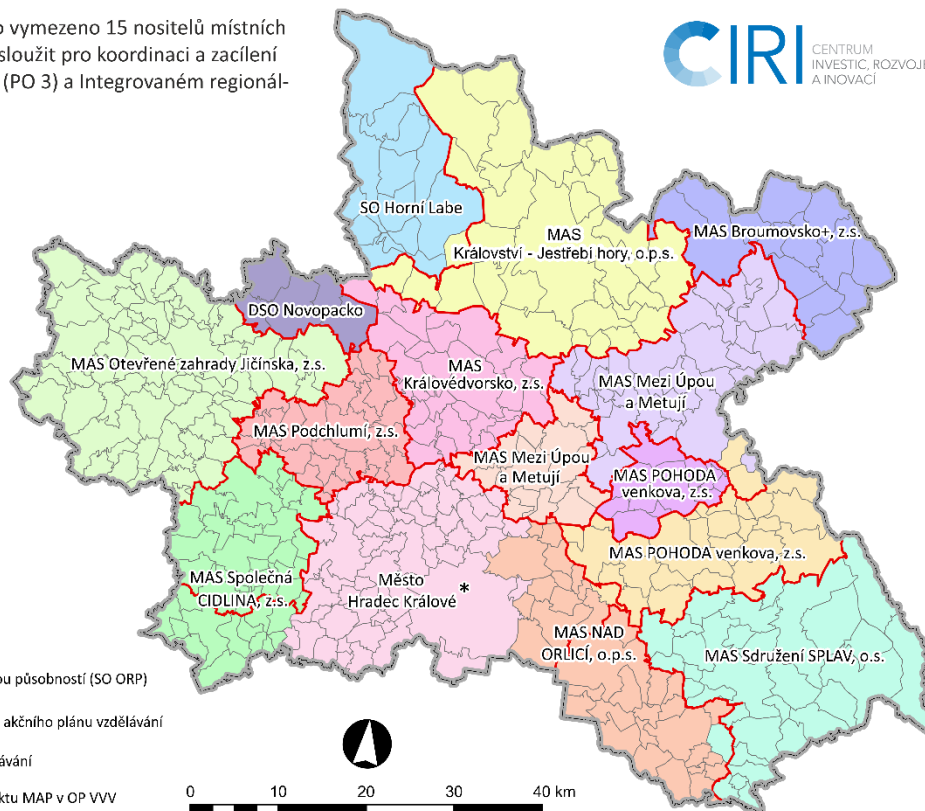 o vymezeno 15 nositelů místních
sloužit pro koordinaci a zacílení
(PO 3) a Integrovaném regionál-
CIRI
CENTRUM
INVESTIC, ROZVOJE
A INOVACÍ
SO Horní Labe
MAS
Království - Jestřebí hory, o.p.s.
MAS Broumovsko+, z.s.
DSO Novopacko
MAS Otevřené zahrady Jičínska, z.s.
MAS
Královédvorsko, z.s.
MAS Mezi Úpou
a Metují
MAS Podchlumí, z.s.
MAS Mezi Úpou
a Metují
MAS POHODA
venkova, z.s.
MAS POHODA venkova, z.s.
MAS Společná
CIDLINA, z.s.
Město
Hradec Králové *
MAS NAD
ORLICÍ, o.p.s.
MAS Sdružení SPLAV, o.s.
ou působností (SO ORP)
akčního plánu vzdělávání
ávání
ktu MAP v OP VVV
0 10 20 30 40 km